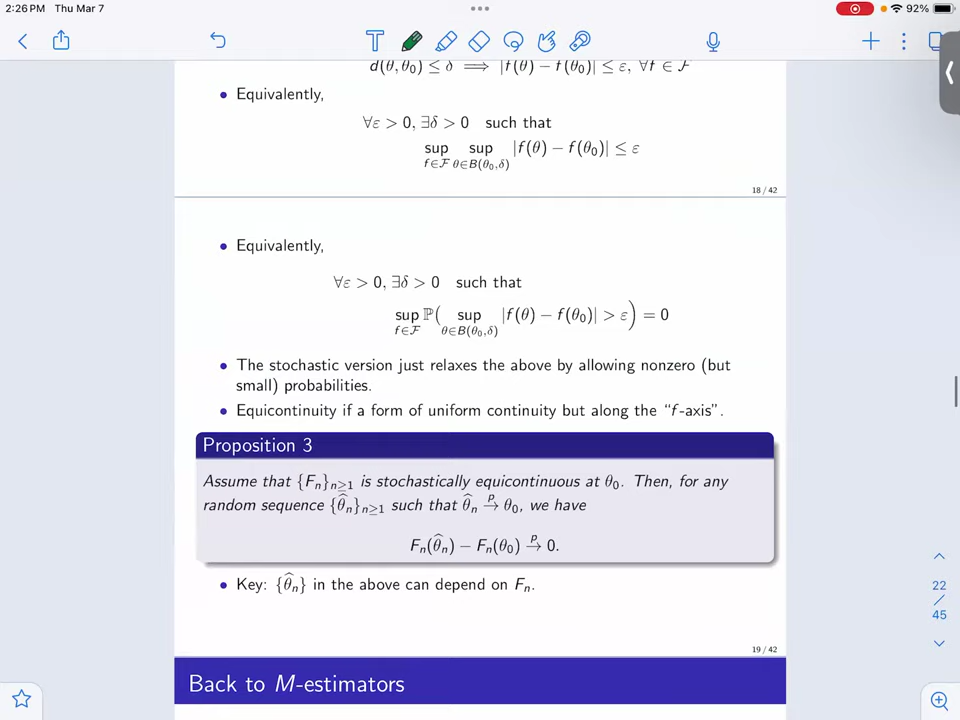 2:26 PM Thu Mar 7
92%
d(θ, θ₀) ≤ δ ⟹ |f(θ) − f(θ₀)| ≤ ε, ∀f ∈ F
• Equivalently,
∀ε > 0, ∃δ > 0 such that
sup sup |f(θ) − f(θ₀)| ≤ ε
f∈F θ∈B(θ₀,δ)
18 / 42
• Equivalently,
∀ε > 0, ∃δ > 0 such that
sup ℙ( sup |f(θ) − f(θ₀)| > ε) = 0
f∈F θ∈B(θ₀,δ)
• The stochastic version just relaxes the above by allowing nonzero (but
small) probabilities.
• Equicontinuity if a form of uniform continuity but along the “f-axis”.
Proposition 3
Assume that {Fₙ}ₙ≥₁ is stochastically equicontinuous at θ₀. Then, for any
random sequence {θ̂ₙ}ₙ≥₁ such that θ̂ₙ →ᵖ θ₀, we have
Fₙ(θ̂ₙ) − Fₙ(θ₀) →ᵖ 0.
• Key: {θ̂ₙ} in the above can depend on Fₙ.
22
/
45
19 / 42
Back to M-estimators